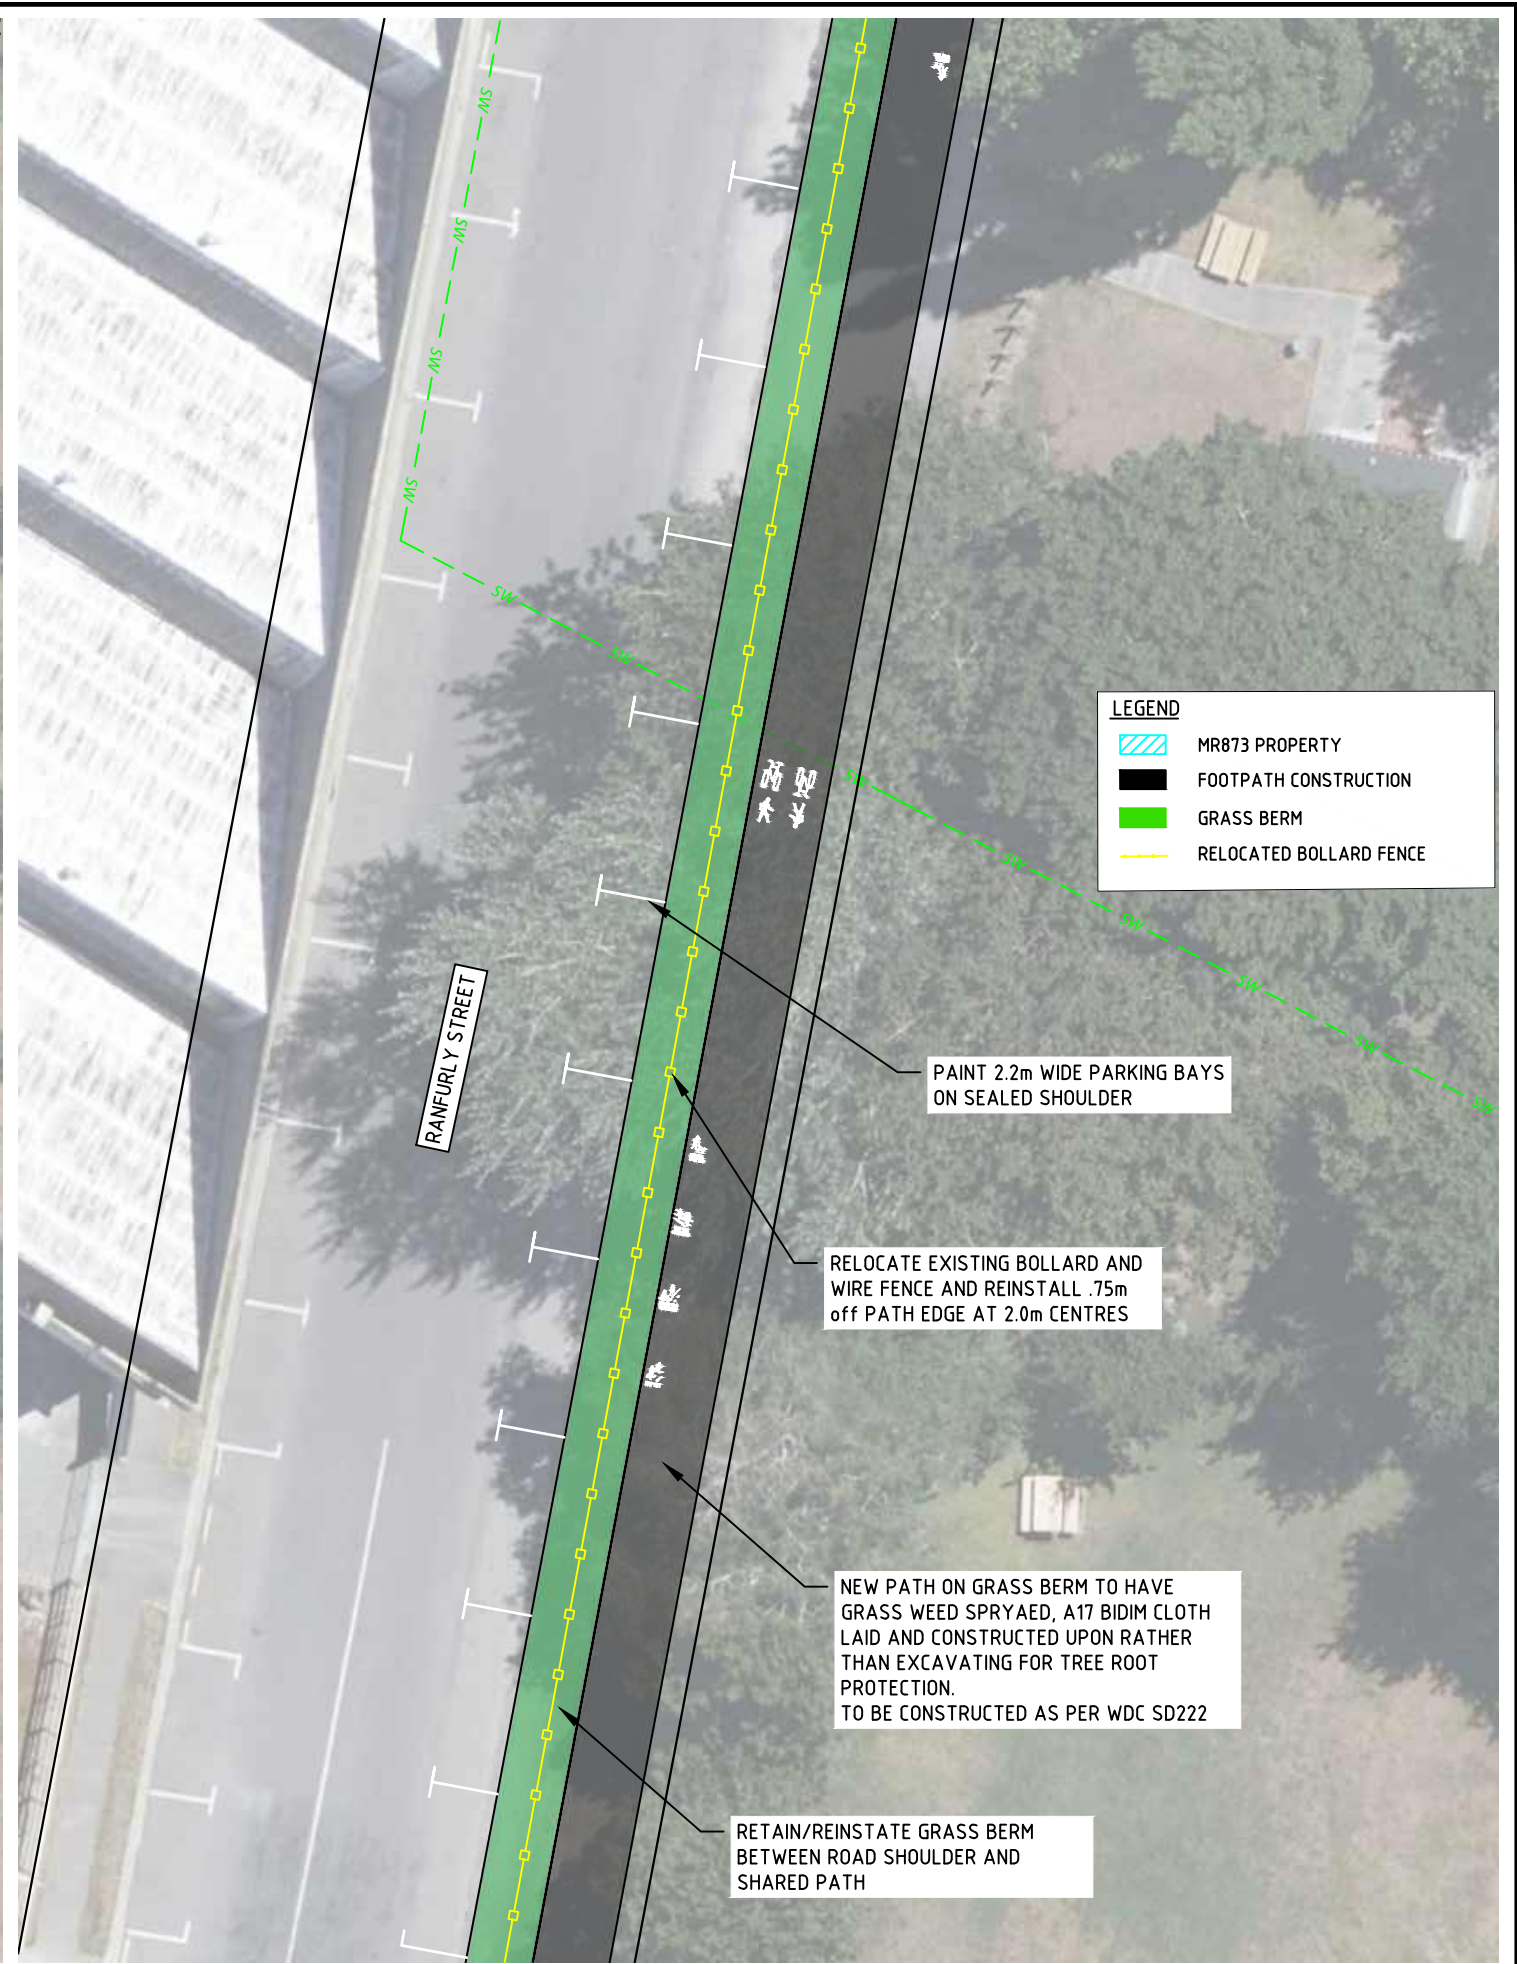 SW
SW
SW
SW
SW
SW
LEGEND
MR873 PROPERTY
FOOTPATH CONSTRUCTION
GRASS BERM
RELOCATED BOLLARD FENCE
SW
SW
SW
SW
SW
SW
RANFURLY STREET
PAINT 2.2m WIDE PARKING BAYS
ON SEALED SHOULDER
RELOCATE EXISTING BOLLARD AND
WIRE FENCE AND REINSTALL .75m
off PATH EDGE AT 2.0m CENTRES
NEW PATH ON GRASS BERM TO HAVE
GRASS WEED SPRYAED, A17 BIDIM CLOTH
LAID AND CONSTRUCTED UPON RATHER
THAN EXCAVATING FOR TREE ROOT
PROTECTION.
TO BE CONSTRUCTED AS PER WDC SD222
RETAIN/REINSTATE GRASS BERM
BETWEEN ROAD SHOULDER AND
SHARED PATH